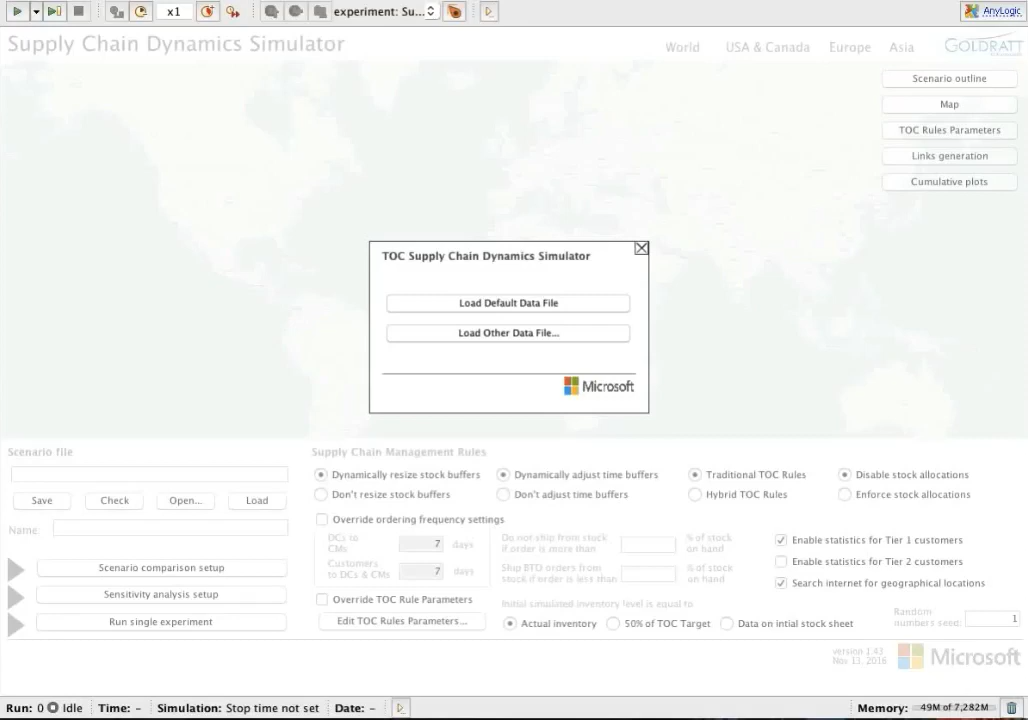 x1 experiment: Su... AnyLogic
Supply Chain Dynamics Simulator
World USA & Canada Europe Asia GOLDRATT
Scenario outline
Map
TOC Rules Parameters
Links generation
Cumulative plots
TOC Supply Chain Dynamics Simulator
Load Default Data File
Load Other Data File...
Microsoft
Scenario file
Save Check Open... Load
Name:
Scenario comparison setup
Sensitivity analysis setup
Run single experiment
Supply Chain Management Rules
Dynamically resize stock buffers Dynamically adjust time buffers Traditional TOC Rules Disable stock allocations
Don't resize stock buffers Don't adjust time buffers Hybrid TOC Rules Enforce stock allocations
Override ordering frequency settings
DCs to
CMs 7 days
Customers
to DCs & CMs 7 days
Do not ship from stock
if order is more than
% of stock
on hand
Ship BTO orders from
stock if order is less than
% of stock
on hand
Enable statistics for Tier 1 customers
Enable statistics for Tier 2 customers
Search internet for geographical locations
Override TOC Rule Parameters
Edit TOC Rules Parameters...
Initial simulated inventory level is equal to
Actual inventory 50% of TOC Target Data on intial stock sheet
Random
numbers seed: 1
version 1.43
Nov 13, 2016
Microsoft
Run: 0 Idle Time: – Simulation: Stop time not set Date: – Memory: 49M of 7,282M